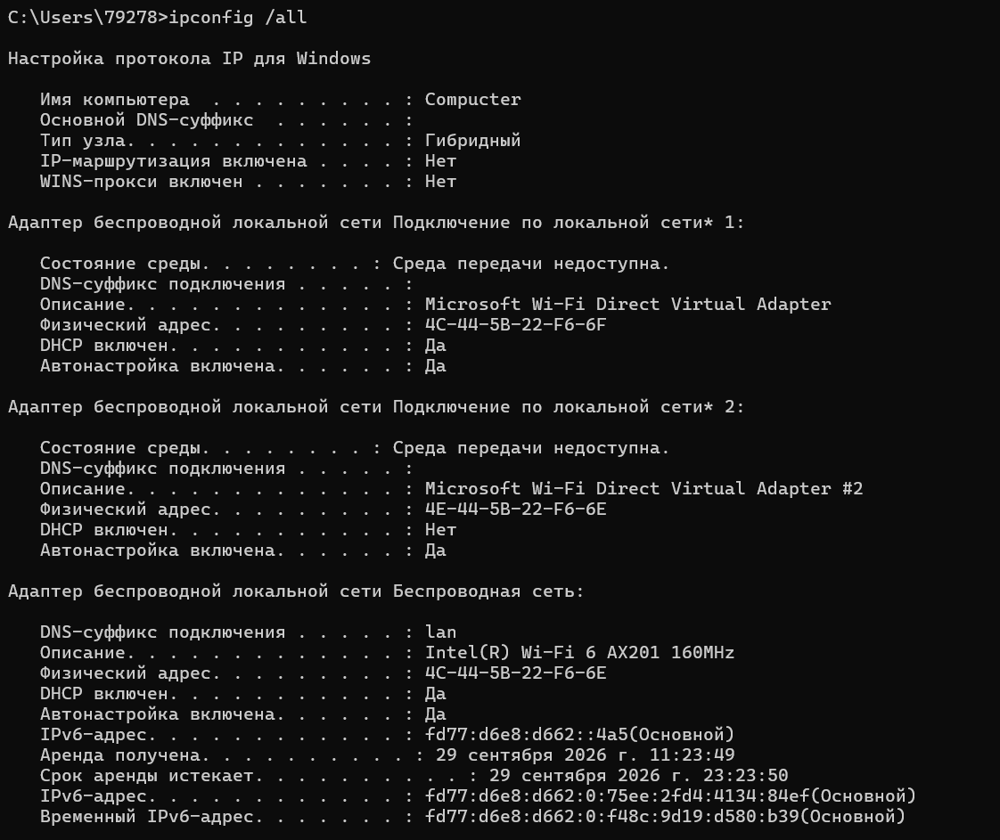 C:\Users\79278>ipconfig /all
Настройка протокола IP для Windows
Имя компьютера  . . . . . . . . . : Compucter
Основной DNS-суффикс  . . . . . . :
Тип узла. . . . . . . . . . . . . : Гибридный
IP-маршрутизация включена . . . . : Нет
WINS-прокси включен . . . . . . . : Нет
Адаптер беспроводной локальной сети Подключение по локальной сети* 1:
Состояние среды. . . . . . . . : Среда передачи недоступна.
DNS-суффикс подключения . . . . . :
Описание. . . . . . . . . . . . . : Microsoft Wi-Fi Direct Virtual Adapter
Физический адрес. . . . . . . . . : 4C-44-5B-22-F6-6F
DHCP включен. . . . . . . . . . . : Да
Автонастройка включена. . . . . . : Да
Адаптер беспроводной локальной сети Подключение по локальной сети* 2:
Состояние среды. . . . . . . . : Среда передачи недоступна.
DNS-суффикс подключения . . . . . :
Описание. . . . . . . . . . . . . : Microsoft Wi-Fi Direct Virtual Adapter #2
Физический адрес. . . . . . . . . : 4E-44-5B-22-F6-6E
DHCP включен. . . . . . . . . . . : Нет
Автонастройка включена. . . . . . : Да
Адаптер беспроводной локальной сети Беспроводная сеть:
DNS-суффикс подключения . . . . . : lan
Описание. . . . . . . . . . . . . : Intel(R) Wi-Fi 6 AX201 160MHz
Физический адрес. . . . . . . . . : 4C-44-5B-22-F6-6E
DHCP включен. . . . . . . . . . . : Да
Автонастройка включена. . . . . . : Да
IPv6-адрес. . . . . . . . . . . . : fd77:d6e8:d662::4a5(Основной)
Аренда получена. . . . . . . . . . : 29 сентября 2026 г. 11:23:49
Срок аренды истекает. . . . . . . . . . : 29 сентября 2026 г. 23:23:50
IPv6-адрес. . . . . . . . . . . . : fd77:d6e8:d662:0:75ee:2fd4:4134:84ef(Основной)
Временный IPv6-адрес. . . . . . . : fd77:d6e8:d662:0:f48c:9d19:d580:b39(Основной)